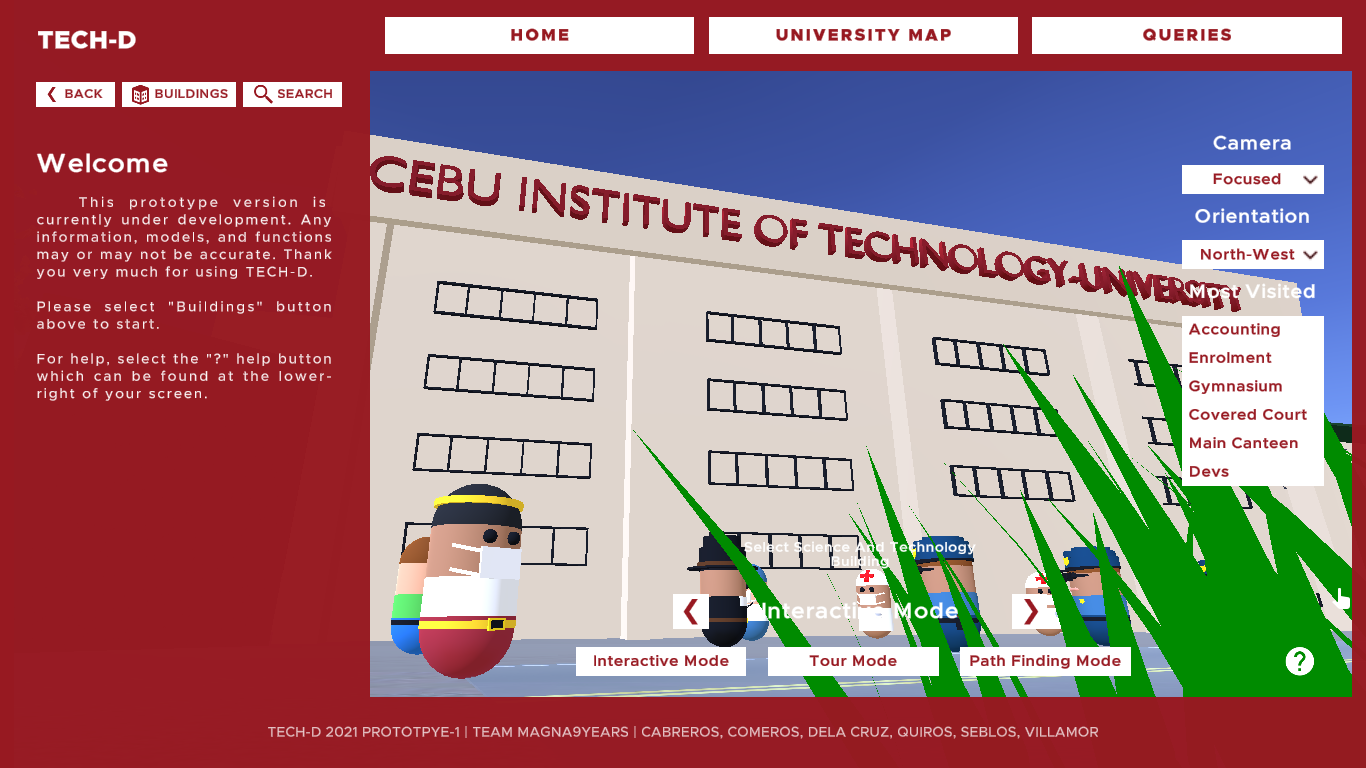 TECH-D
HOME
UNIVERSITY MAP
QUERIES
BACK
BUILDINGS
SEARCH
Welcome
This prototype version is
currently under development. Any
information, models, and functions
may or may not be accurate. Thank
you very much for using TECH-D.
Please select "Buildings" button
above to start.
For help, select the "?" help button
which can be found at the lower-
right of your screen.
CEBU INSTITUTE OF TECHNOLOGY-UNIVERSITY
Camera
Focused
Orientation
North-West
Most Visited
Accounting
Enrolment
Gymnasium
Covered Court
Main Canteen
Devs
Select Science And Technology
Building
Interactive Mode
Interactive Mode
Tour Mode
Path Finding Mode
?
TECH-D 2021 PROTOTPYE-1 | TEAM MAGNA9YEARS | CABREROS, COMEROS, DELA CRUZ, QUIROS, SEBLOS, VILLAMOR